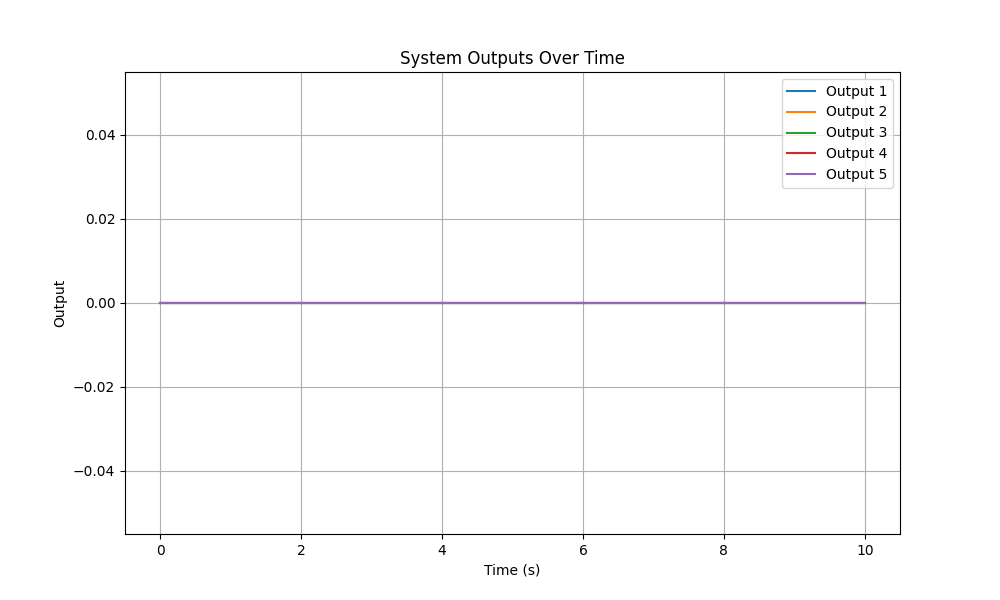 System Outputs Over Time
Output 1
Output 2
Output 3
Output 4
Output 5
0.04
0.02
0.00
−0.02
−0.04
Output
0 2 4 6 8 10
Time (s)